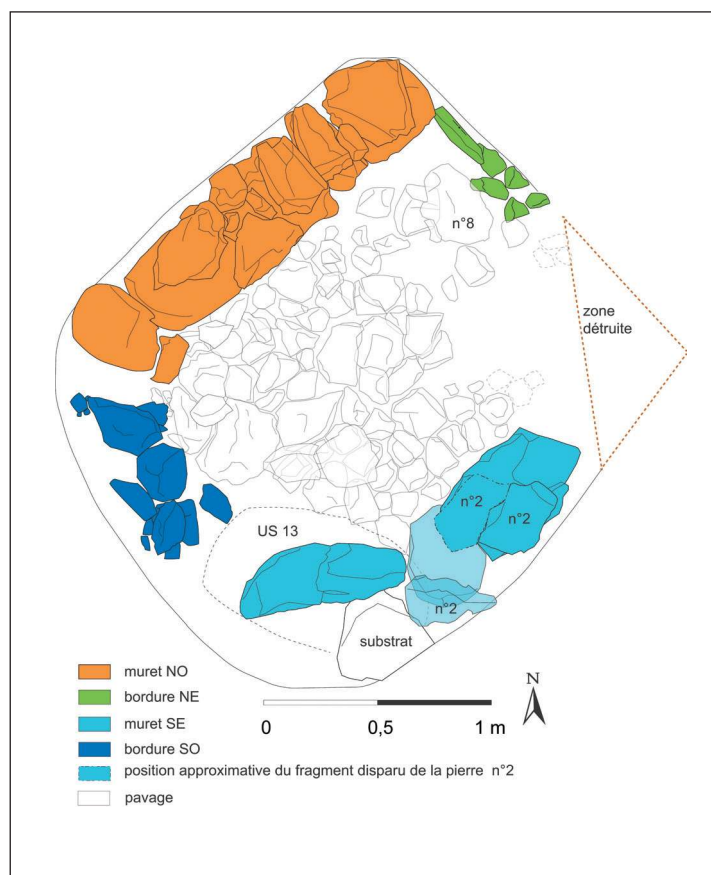 n°8
zone
détruite
n°2
n°2
US 13
n°2
substrat
muret NO
bordure NE
muret SE
bordure SO
position approximative du fragment disparu de la pierre n°2
pavage
N
0 0,5 1 m